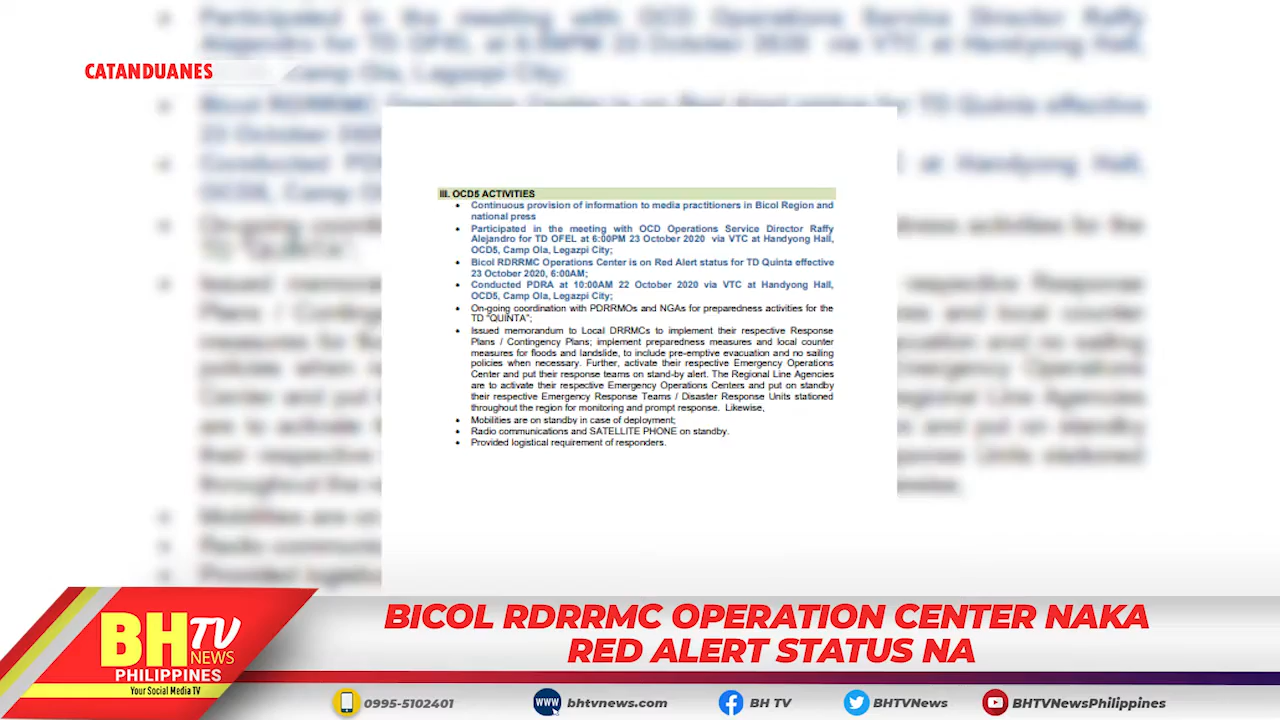 CATANDUANES
III. OCD5 ACTIVITIES
• Continuous provision of information to media practitioners in Bicol Region and
national press
• Participated in the meeting with OCD Operations Service Director Raffy
Alejandro for TD OFEL at 6:00PM 23 October 2020 via VTC at Handyong Hall,
OCD5, Camp Ola, Legazpi City;
• Bicol RDRRMC Operations Center is on Red Alert status for TD Quinta effective
23 October 2020, 6:00AM;
• Conducted PDRA at 10:00AM 22 October 2020 via VTC at Handyong Hall,
OCD5, Camp Ola, Legazpi City;
• On-going coordination with PDRRMOs and NGAs for preparedness activities for the
TD "QUINTA";
• Issued memorandum to Local DRRMCs to implement their respective Response
Plans / Contingency Plans; implement preparedness measures and local counter
measures for floods and landslide, to include pre-emptive evacuation and no sailing
policies when necessary. Further, activate their respective Emergency Operations
Center and put their response teams on stand-by alert. The Regional Line Agencies
are to activate their respective Emergency Operations Centers and put on standby
their respective Emergency Response Teams / Disaster Response Units stationed
throughout the region for monitoring and prompt response. Likewise,
• Mobilities are on standby in case of deployment;
• Radio communications and SATELLITE PHONE on standby.
• Provided logistical requirement of responders.
BH TV
NEWS
PHILIPPINES
Your Social Media TV
BICOL RDRRMC OPERATION CENTER NAKA
RED ALERT STATUS NA
0995-5102401
www
bhtvnews.com
BH TV
BHTVNews
BHTVNewsPhilippines